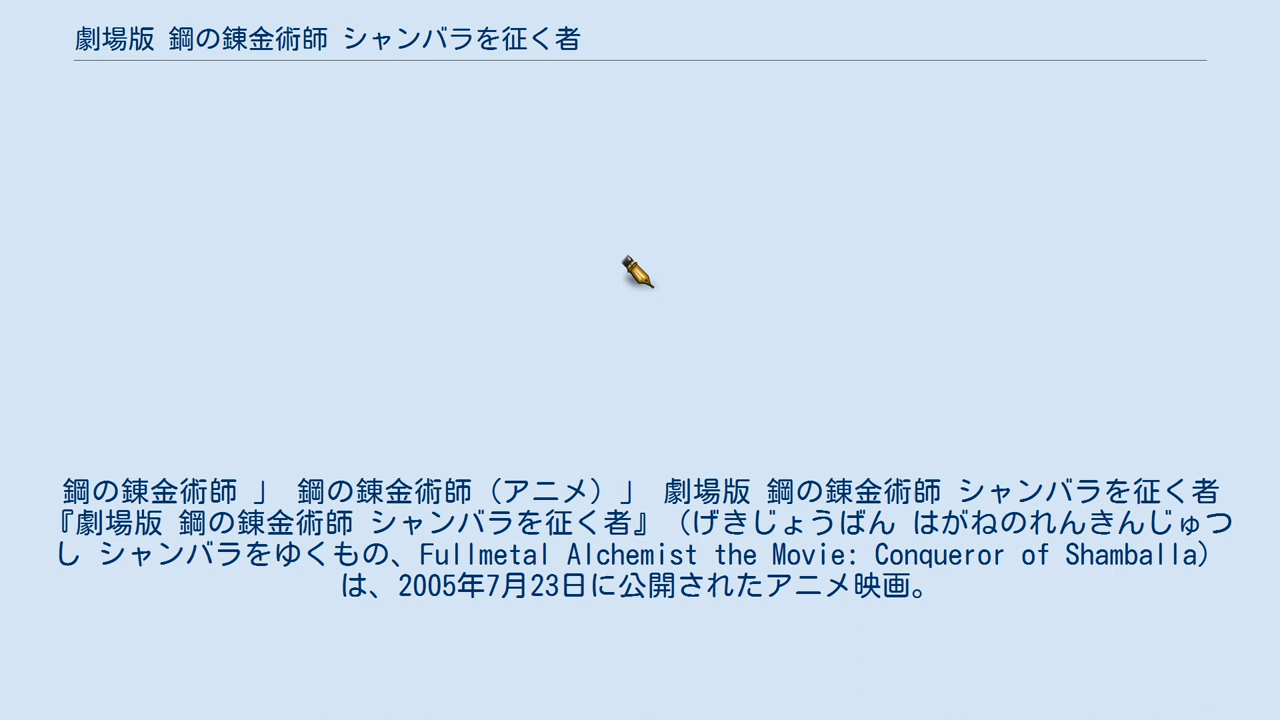 劇場版 鋼の錬金術師 シャンバラを征く者
鋼の錬金術師 」 鋼の錬金術師（アニメ）」 劇場版 鋼の錬金術師 シャンバラを征く者
『劇場版 鋼の錬金術師 シャンバラを征く者』（げきじょうばん はがねのれんきんじゅつ
し シャンバラをゆくもの、Fullmetal Alchemist the Movie: Conqueror of Shamballa）
は、2005年7月23日に公開されたアニメ映画。